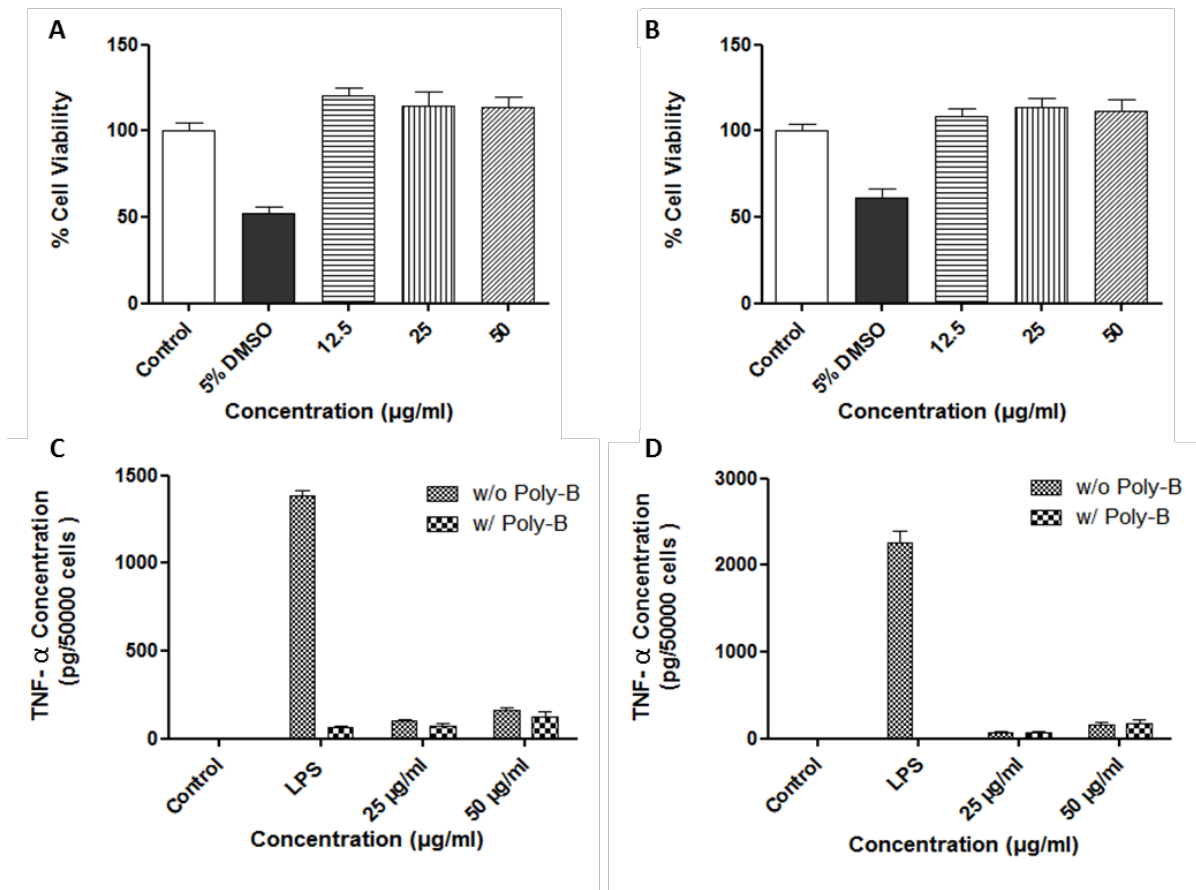 A
% Cell Viability
150
100
50
0
Control
5% DMSO
12.5
25
50
Concentration (µg/ml)
B
% Cell Viability
150
100
50
0
Control
5% DMSO
12.5
25
50
Concentration (µg/ml)
C
TNF- α Concentration
(pg/50000 cells )
1500
1000
500
0
w/o Poly-B
w/ Poly-B
Control
LPS
25 µg/ml
50 µg/ml
Concentration (µg/ml)
D
TNF- α Concentration
(pg/50000 cells )
3000
2000
1000
0
w/o Poly-B
w/ Poly-B
Control
LPS
25 µg/ml
50 µg/ml
Concentration (µg/ml)